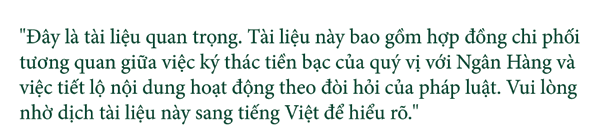 "Đây là tài liệu quan trọng. Tài liệu này bao gồm hợp đồng chi phối
tương quan giữa việc ký thác tiền bạc của quý vị với Ngân Hàng và
việc tiết lộ nội dung hoạt động theo đòi hỏi của pháp luật. Vui lòng
nhờ dịch tài liệu này sang tiếng Việt để hiểu rõ."